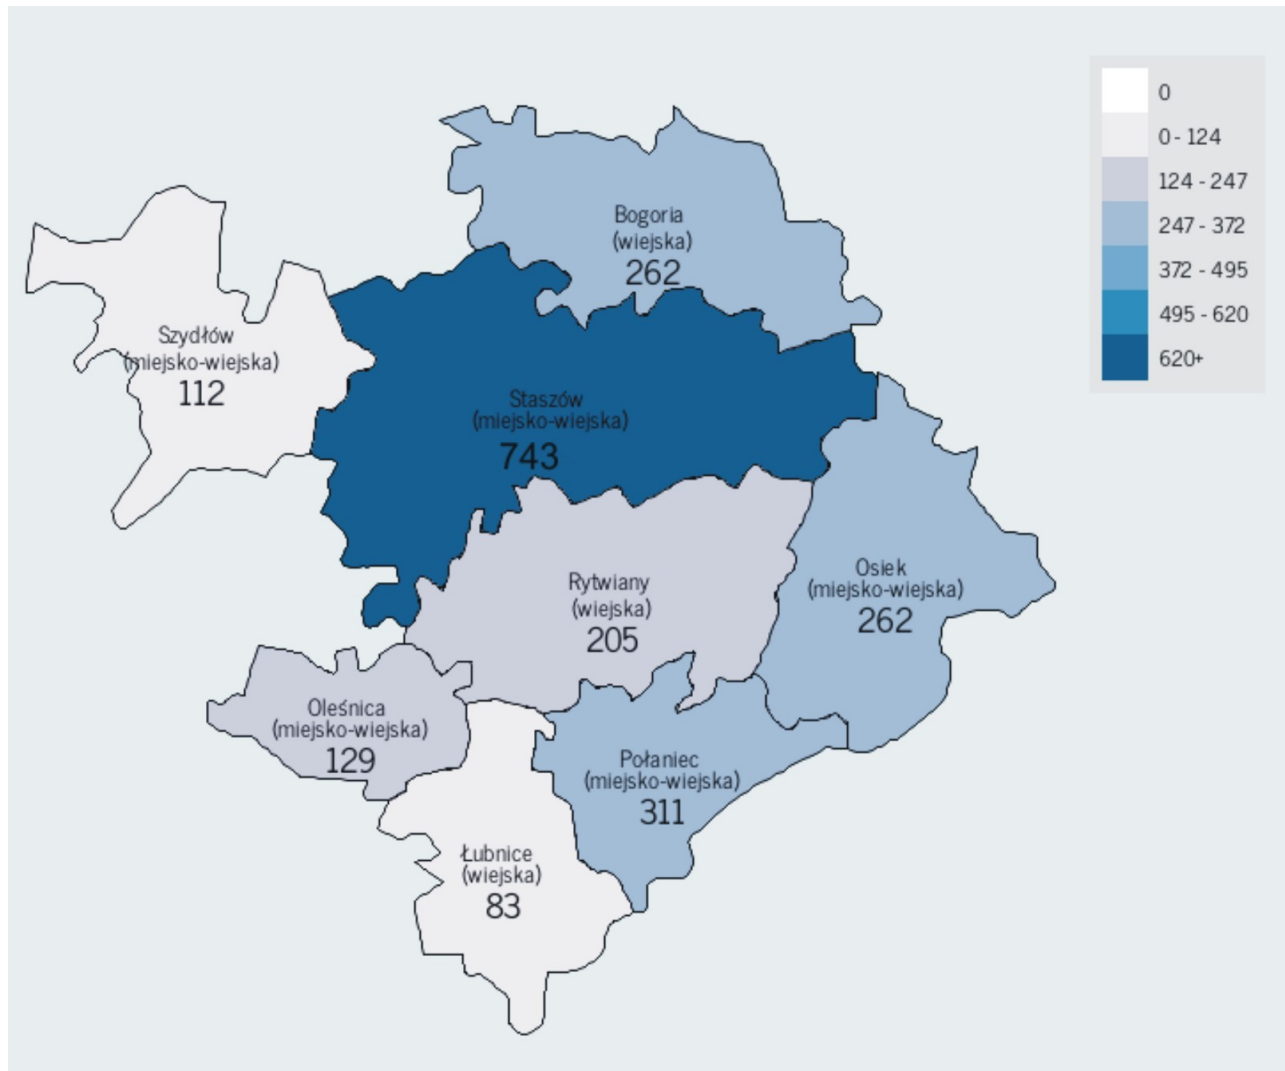 0
0 - 124
124 - 247
247 - 372
372 - 495
495 - 620
620+
Bogoria
(wiejska)
262
Szydłów
(miejsko-wiejska)
112
Staszów
(miejsko-wiejska)
743
Rytwiany
(wiejska)
205
Osiek
(miejsko-wiejska)
262
Oleśnica
(miejsko-wiejska)
129
Połaniec
(miejsko-wiejska)
311
Łubnice
(wiejska)
83